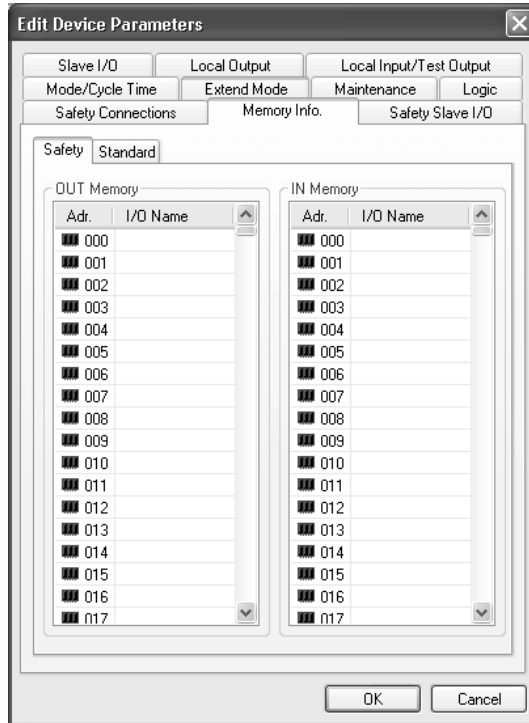 Edit Device Parameters
Slave I/O Local Output Local Input/Test Output
Mode/Cycle Time Extend Mode Maintenance Logic
Safety Connections Memory Info. Safety Slave I/O
Safety Standard
OUT Memory IN Memory
Adr. I/O Name Adr. I/O Name
000 000
001 001
002 002
003 003
004 004
005 005
006 006
007 007
008 008
009 009
010 010
011 011
012 012
013 013
014 014
015 015
016 016
017 017
OK Cancel